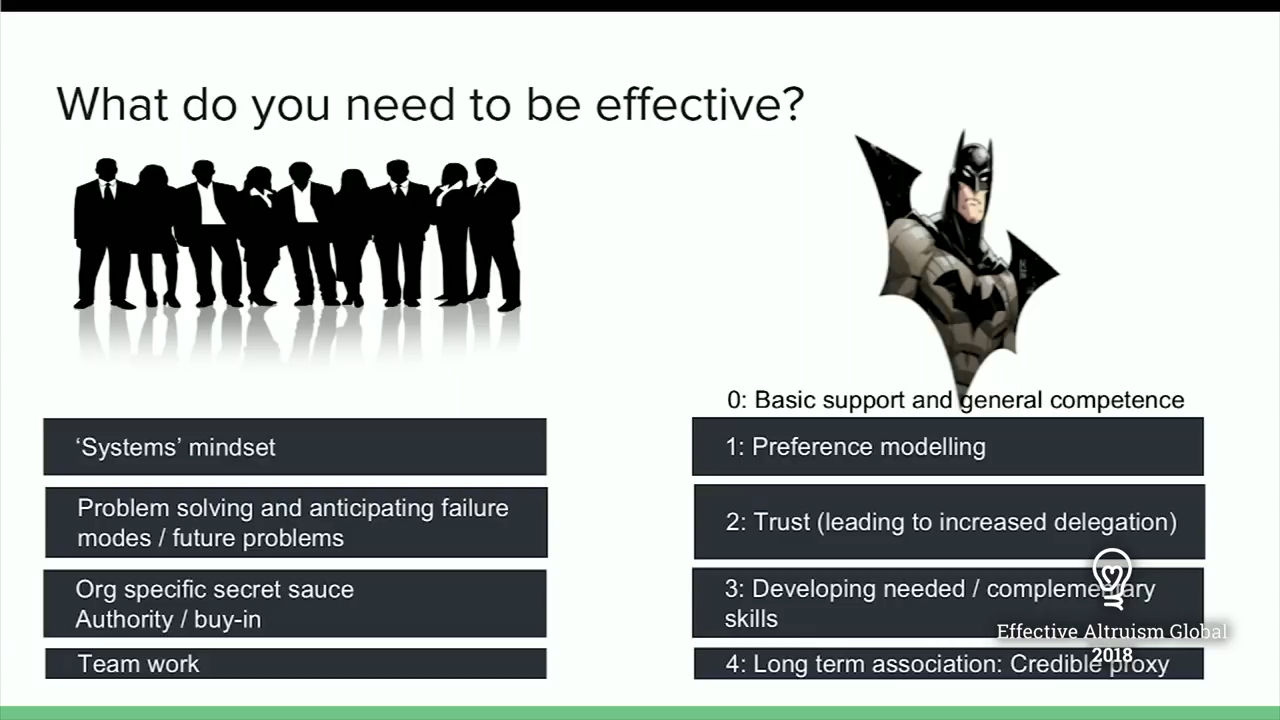 What do you need to be effective?
0: Basic support and general competence
‘Systems’ mindset
Problem solving and anticipating failure
modes / future problems
Org specific secret sauce
Authority / buy-in
Team work
1: Preference modelling
2: Trust (leading to increased delegation)
3: Developing needed / complementary
skills
4: Long term association: Credible proxy
Effective Altruism Global
2018